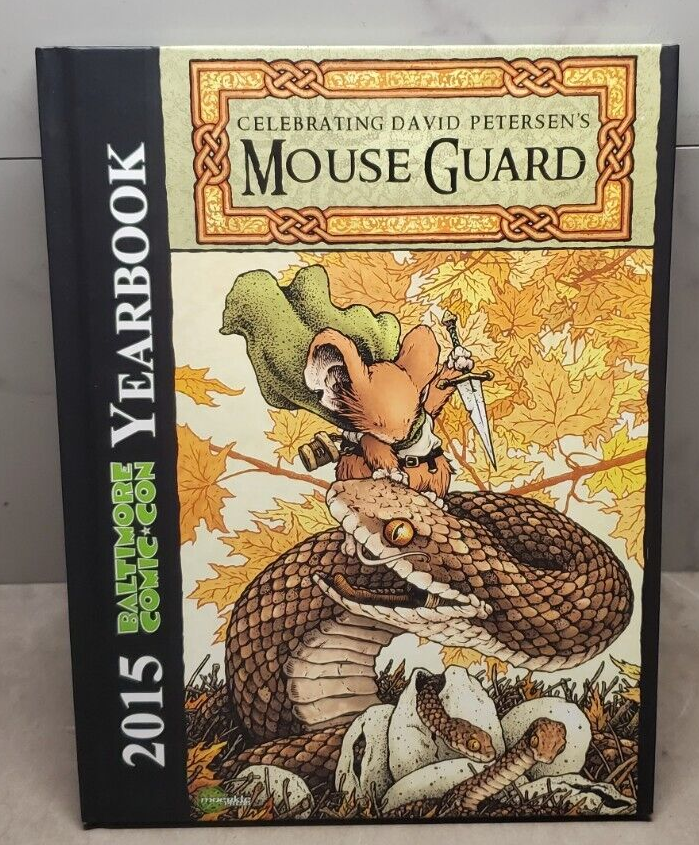 CELEBRATING DAVID PETERSEN'S
MOUSE GUARD
2015 BALTIMORE COMIC★CON YEARBOOK